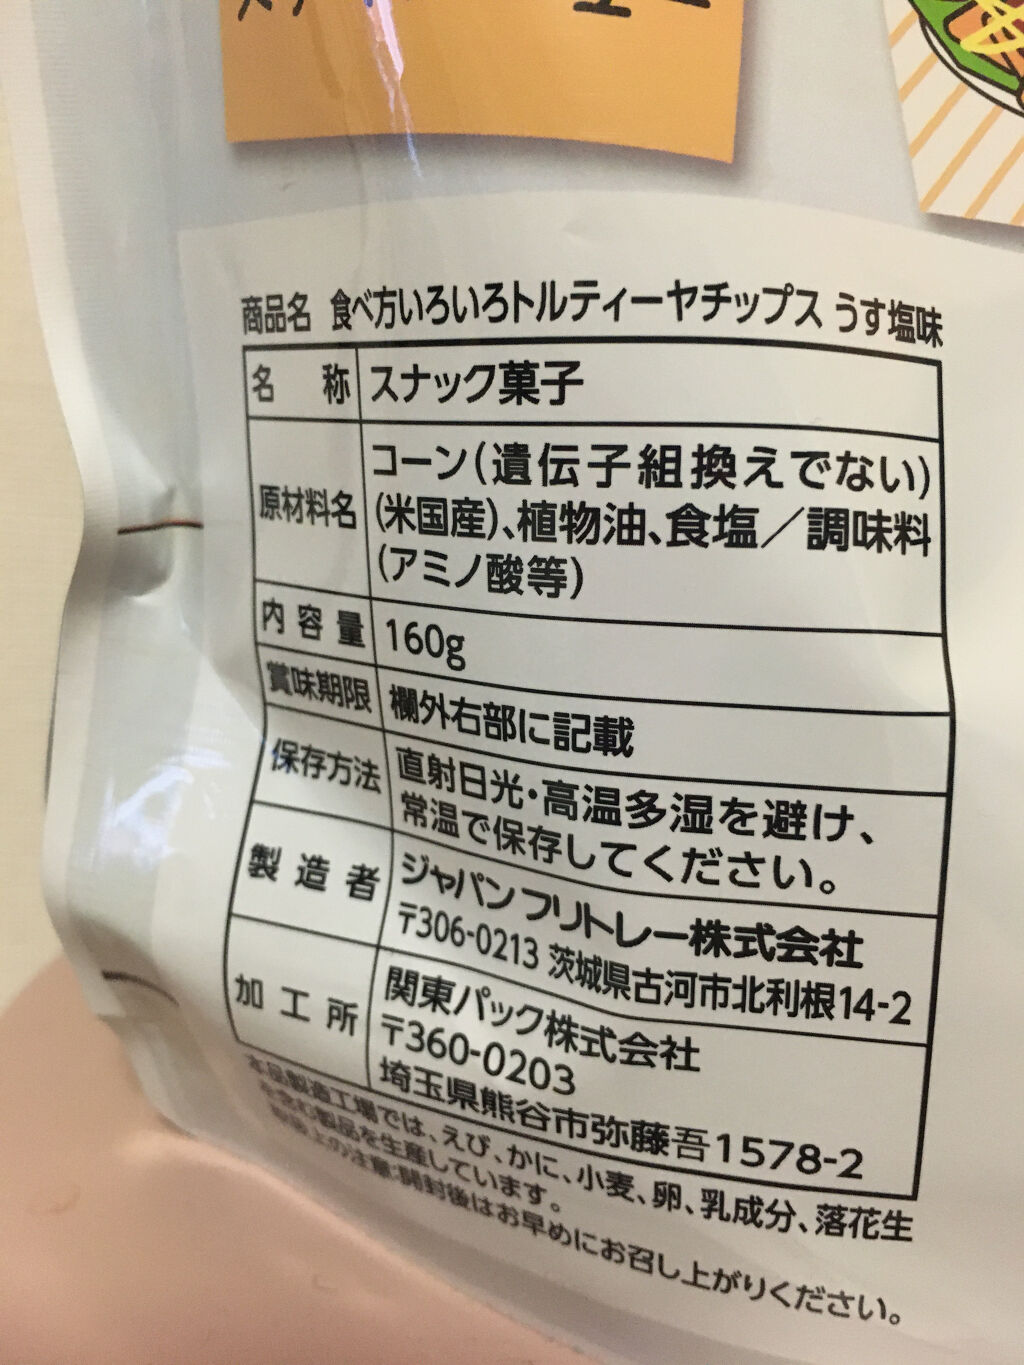 商品名 食べ方いろいろトルティーヤチップス うす塩味
名称 スナック菓子
原材料名 コーン(遺伝子組換えでない)
(米国産)、植物油、食塩／調味料
(アミノ酸等)
内容量 160g
賞味期限 欄外右部に記載
保存方法 直射日光・高温多湿を避け、
常温で保存してください。
製造者 ジャパンフリトレー株式会社
〒306-0213 茨城県古河市北利根14-2
加工所 関東パック株式会社
〒360-0203
埼玉県熊谷市弥藤吾1578-2
本品製造工場では、えび、かに、小麦、卵、乳成分、落花生
を含む製品を生産しています。
上の注意:開封後はお早めにお召し上がりください。